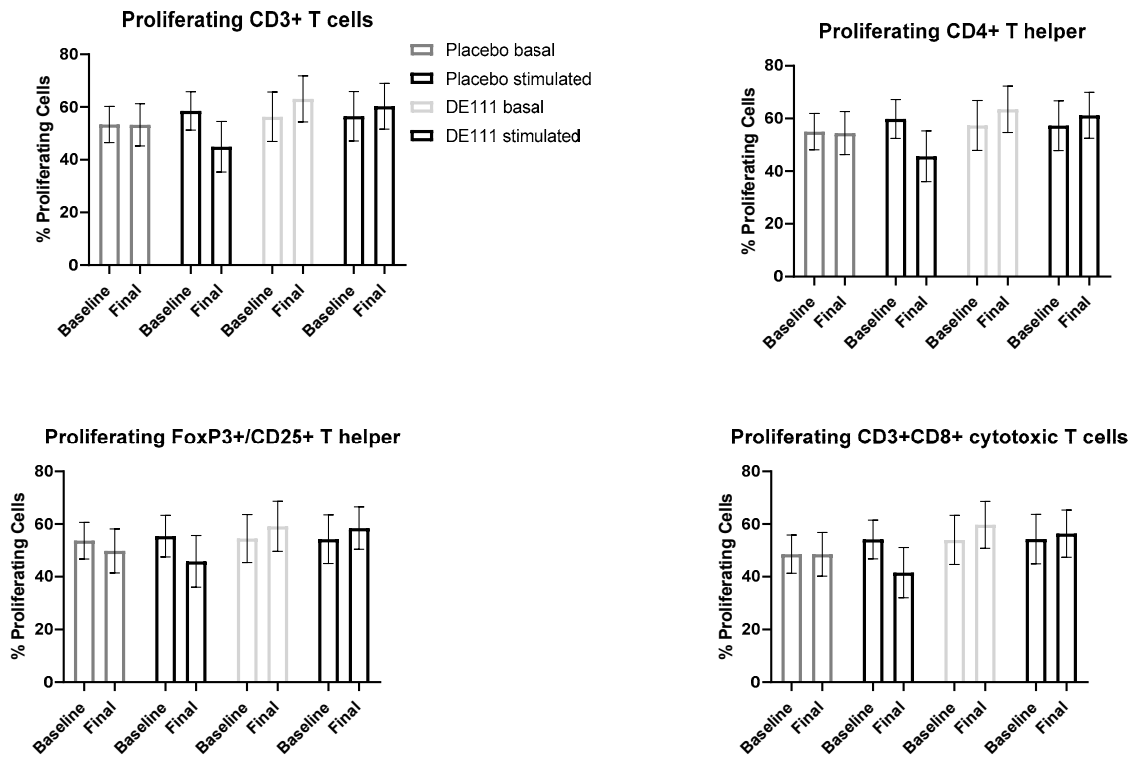 Proliferating CD3+ T cells
% Proliferating Cells
80
60
40
20
0
Baseline
Final
Baseline
Final
Baseline
Final
Baseline
Final
Placebo basal
Placebo stimulated
DE111 basal
DE111 stimulated
Proliferating CD4+ T helper
% Proliferating Cells
80
60
40
20
0
Baseline
Final
Baseline
Final
Baseline
Final
Baseline
Final
Proliferating FoxP3+/CD25+ T helper
% Proliferating Cells
80
60
40
20
0
Baseline
Final
Baseline
Final
Baseline
Final
Baseline
Final
Proliferating CD3+CD8+ cytotoxic T cells
% Proliferating Cells
80
60
40
20
0
Baseline
Final
Baseline
Final
Baseline
Final
Baseline
Final